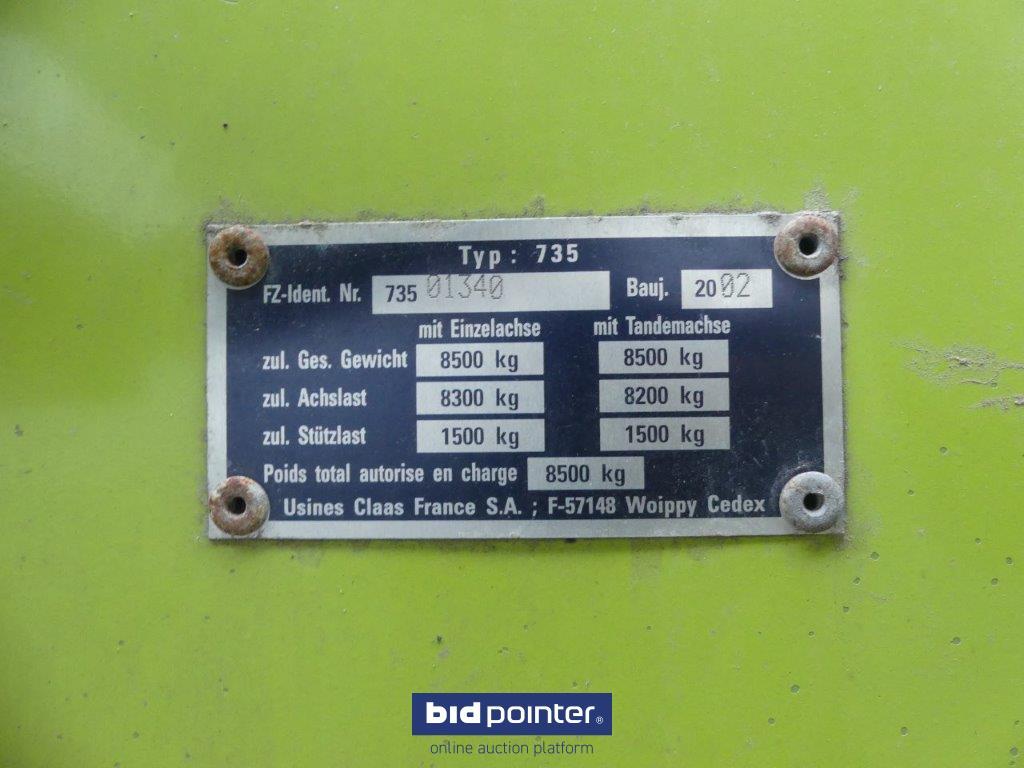 Typ: 735
FZ-Ident. Nr. 735 01340 Bauj. 2002
mit Einzelachse mit Tandemachse
zul. Ges. Gewicht 8500 kg 8500 kg
zul. Achslast 8300 kg 8200 kg
zul. Stützlast 1500 kg 1500 kg
Poids total autorise en charge 8500 kg
Usines Claas France S.A. ; F-57148 Woippy Cedex
bidpointer®
online auction platform